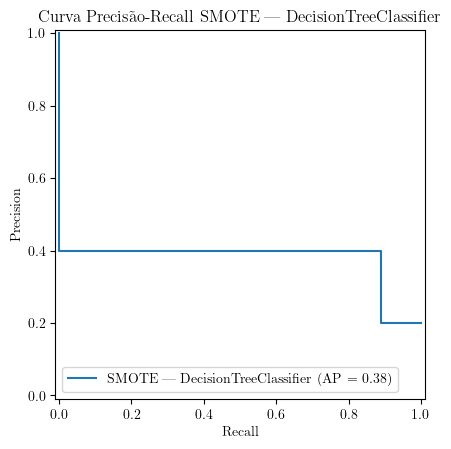 Curva Precisão-Recall SMOTE — DecisionTreeClassifier
1.0
0.8
0.6
0.4
0.2
0.0
Precision
SMOTE — DecisionTreeClassifier (AP = 0.38)
0.0 0.2 0.4 0.6 0.8 1.0
Recall